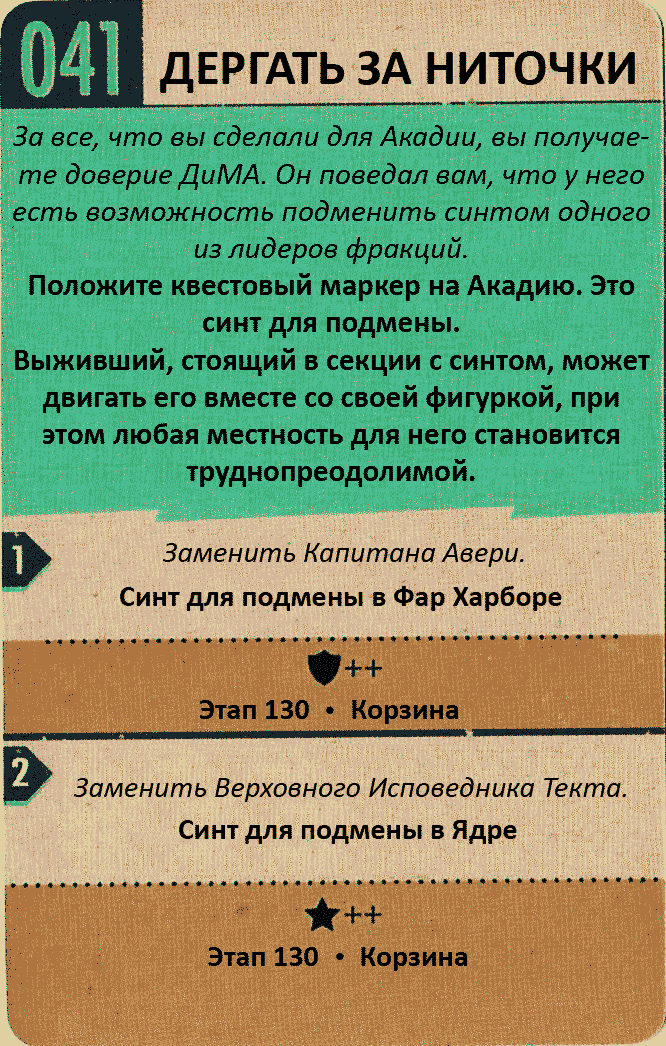 041
ДЕРГАТЬ ЗА НИТОЧКИ
За все, что вы сделали для Акадии, вы получае-
те доверие ДиМА. Он поведал вам, что у него
есть возможность подменить синтом одного
из лидеров фракций.
Положите квестовый маркер на Акадию. Это
синт для подмены.
Выживший, стоящий в секции с синтом, может
двигать его вместе со своей фигуркой, при
этом любая местность для него становится
труднопреодолимой.
1
Заменить Капитана Авери.
Синт для подмены в Фар Харборе
++
Этап 130 • Корзина
2
Заменить Верховного Исповедника Текта.
Синт для подмены в Ядре
++
Этап 130 • Корзина